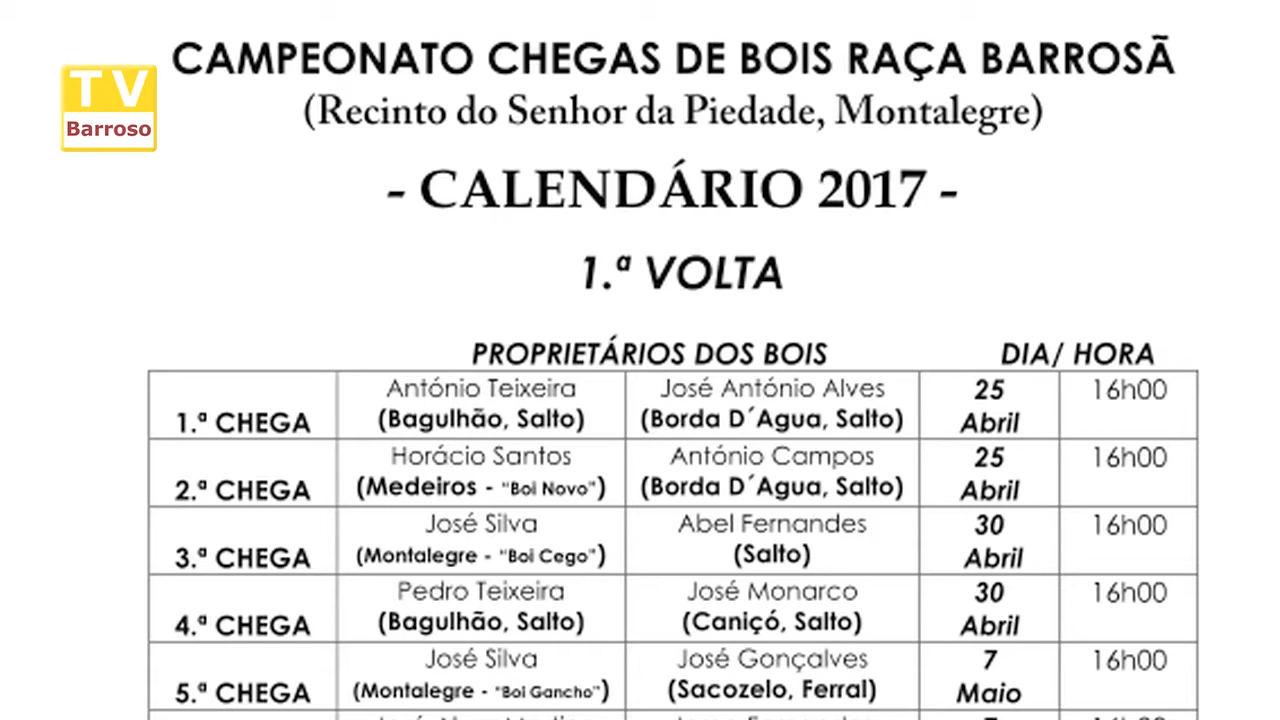 CAMPEONATO CHEGAS DE BOIS RAÇA BARROSÃ
TV
Barroso
(Recinto do Senhor da Piedade, Montalegre)
- CALENDÁRIO 2017 -
1.ª VOLTA
PROPRIETÁRIOS DOS BOIS DIA/ HORA
António Teixeira José António Alves 25 16h00
1.ª CHEGA (Bagulhão, Salto) (Borda D´Agua, Salto) Abril
Horácio Santos António Campos 25 16h00
2.ª CHEGA (Medeiros - "Boi Novo") (Borda D´Agua, Salto) Abril
José Silva Abel Fernandes 30 16h00
3.ª CHEGA (Montalegre - "Boi Cego") (Salto) Abril
Pedro Teixeira José Monarco 30 16h00
4.ª CHEGA (Bagulhão, Salto) (Caniçó, Salto) Abril
José Silva José Gonçalves 7 16h00
5.ª CHEGA (Montalegre - "Boi Gancho") (Sacozelo, Ferral) Maio